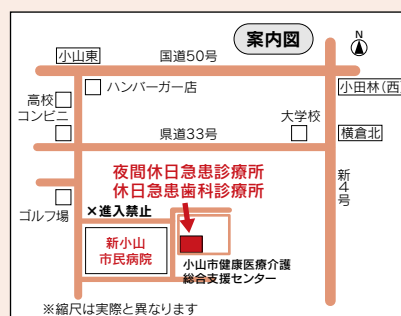 案内図
N
小山東
国道50号
ハンバーガー店
小田林(西)
高校
コンビニ
大学校
県道33号
横倉北
夜間休日急患診療所
休日急患歯科診療所
新4号
×進入禁止
ゴルフ場
新小山
市民病院
小山市健康医療介護
総合支援センター
※縮尺は実際と異なります